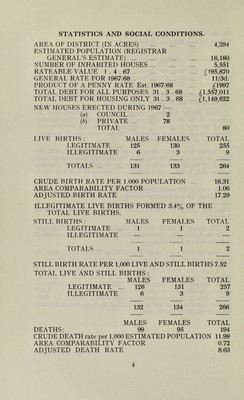 STATISTICS AND SOCIAL CONDITIONS.
AREA OF DISTRICT (IN ACRES) 4,294
ESTIMATED POPULATION (REGISTRAR
GENERAL'S ESTIMATE) 16,180
NUMBER OF INHABITED HOUSES 5,551
RATEABLE VALUE 1 . 4 . 67 £195,870
GENERAL RATE FOR 1967/68 11/3d.
PRODUCT OF A PENNY RATE Est. 1967/68 £1997
TOTAL DEBT FOR ALL PURPOSES 31 . 3 . 68 £1,557,911
TOTAL DEBT FOR HOUSING ONLY 31 . 3 . 68 £1,149,622
NEW HOUSES ERECTED DURING 1967 :—
(a) COUNCIL 2
(b) PRIVATE 78
TOTAL 80
LIVE BIRTHS : MALES FEMALES TOTAL
LEGITIMATE 125 130 255
ILLEGITIMATE 6 3 9
TOTALS 131 133 264
CRUDE BIRTH RATE PER 1,000 POPULATION 16.31
AREA COMPARABILITY FACTOR 1.06
ADJUSTED BIRTH RATE 17.29
ILLEGITIMATE LIVE BIRTHS FORMED 3.4% OF THE
TOTAL LIVE BIRTHS.
STILL BIRTHS : MALES FEMALES TOTAL
LEGITIMATE 1 1 2
ILLEGITIMATE — — —
TOTALS 1 1 2
STILL BIRTH RATE PER 1,000 LIVE AND STILL BIRTHS 7.52
TOTAL LIVE AND STILL BIRTHS :
MALES FEMALES TOTAL
LEGITIMATE 126 131 257
ILLEGITIMATE 6 3 9
132 134 266
MALES FEMALES TOTAL
DEATHS: 99 95 194
CRUDE DEATH RATE per 1,000 ESTIMATED POPULATION 11.99
AREA COMPARABILITY FACTOR 0.72
ADJUSTED DEATH RATE 8.63
4